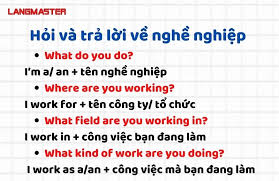 LANGMASTER
Hỏi và trả lời về nghề nghiệp
• What do you do?
I'm a/ an + tên nghề nghiệp
• Where are you working?
I work for + tên công ty/ tổ chức
• What field are you working in?
I work in + công việc bạn đang làm
• What kind of work are you doing?
I work as a/an + công việc mà bạn đang làm